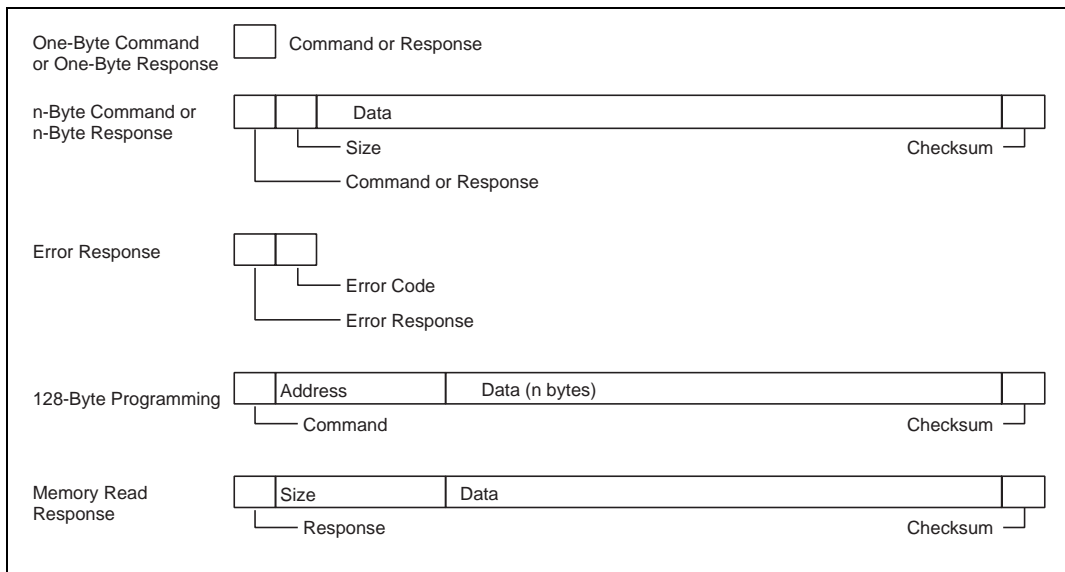 One-Byte Command
or One-Byte Response
Command or Response
n-Byte Command or
n-Byte Response
Data
Size
Checksum
Command or Response
Error Response
Error Code
Error Response
128-Byte Programming
Address
Data (n bytes)
Command
Checksum
Memory Read
Response
Size
Data
Response
Checksum